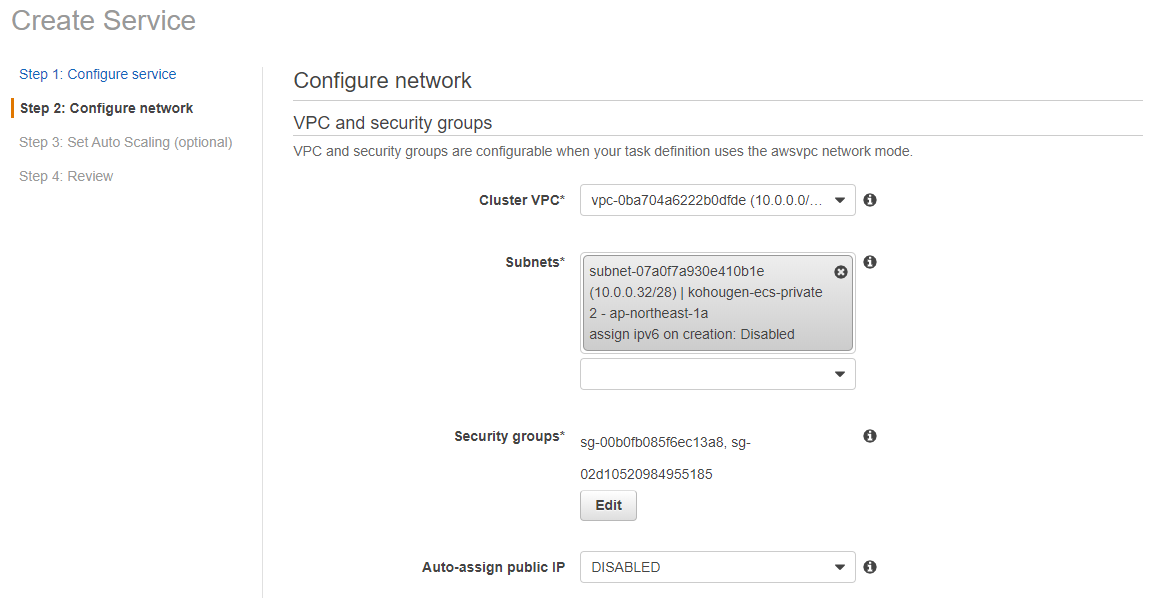 Create Service
Step 1: Configure service
Step 2: Configure network
Step 3: Set Auto Scaling (optional)
Step 4: Review
Configure network
VPC and security groups
VPC and security groups are configurable when your task definition uses the awsvpc network mode.
Cluster VPC*
vpc-0ba704a6222b0dfde (10.0.0.0/...
Subnets*
subnet-07a0f7a930e410b1e
(10.0.0.32/28) | kohougen-ecs-private
2 - ap-northeast-1a
assign ipv6 on creation: Disabled
Security groups*
sg-00b0fb085f6ec13a8, sg-
02d10520984955185
Edit
Auto-assign public IP
DISABLED